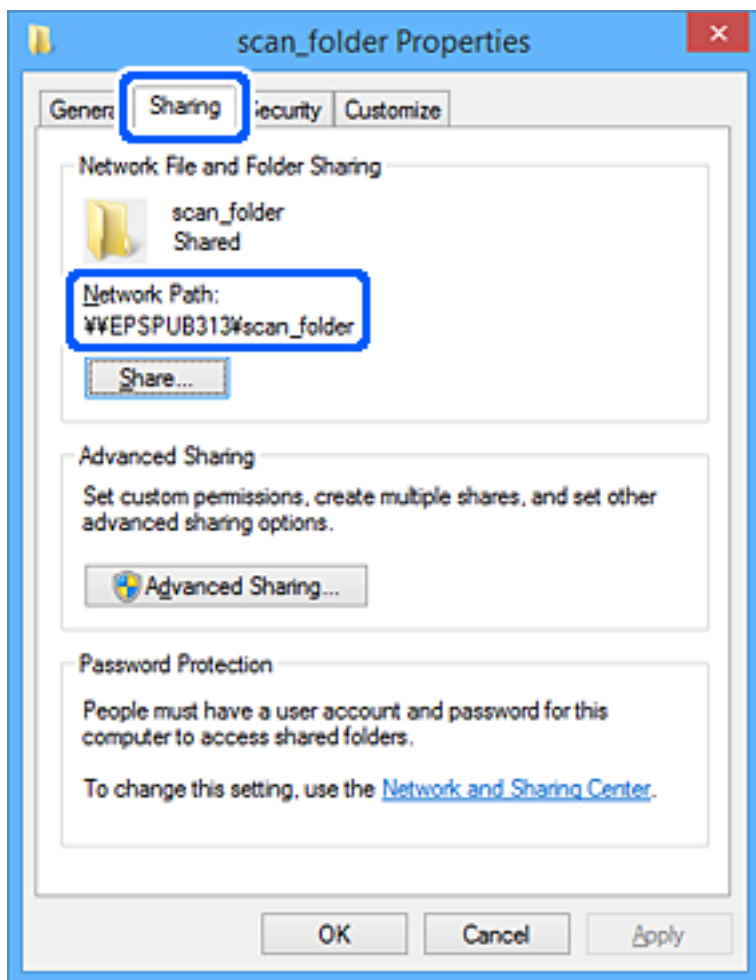 scan_folder Properties
Genera Sharing ecurity Customize
Network File and Folder Sharing
scan_folder
Shared
Network Path:
¥¥EPSPUB313¥scan_folder
Share...
Advanced Sharing
Set custom permissions, create multiple shares, and set other
advanced sharing options.
Advanced Sharing...
Password Protection
People must have a user account and password for this
computer to access shared folders.
To change this setting, use the Network and Sharing Center.
OK Cancel Apply